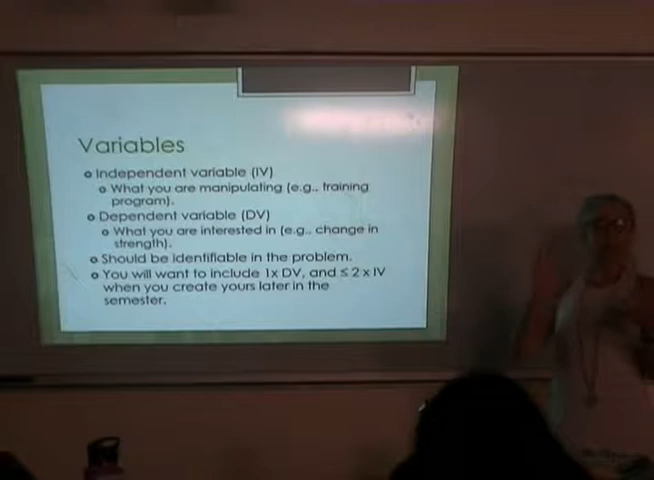 Variables
Independent variable (IV)
What you are manipulating (e.g., training
program).
Dependent variable (DV)
What you are interested in (e.g., change in
strength).
Should be identifiable in the problem.
You will want to include 1x DV, and ≤ 2 x IV
when you create yours later in the
semester.